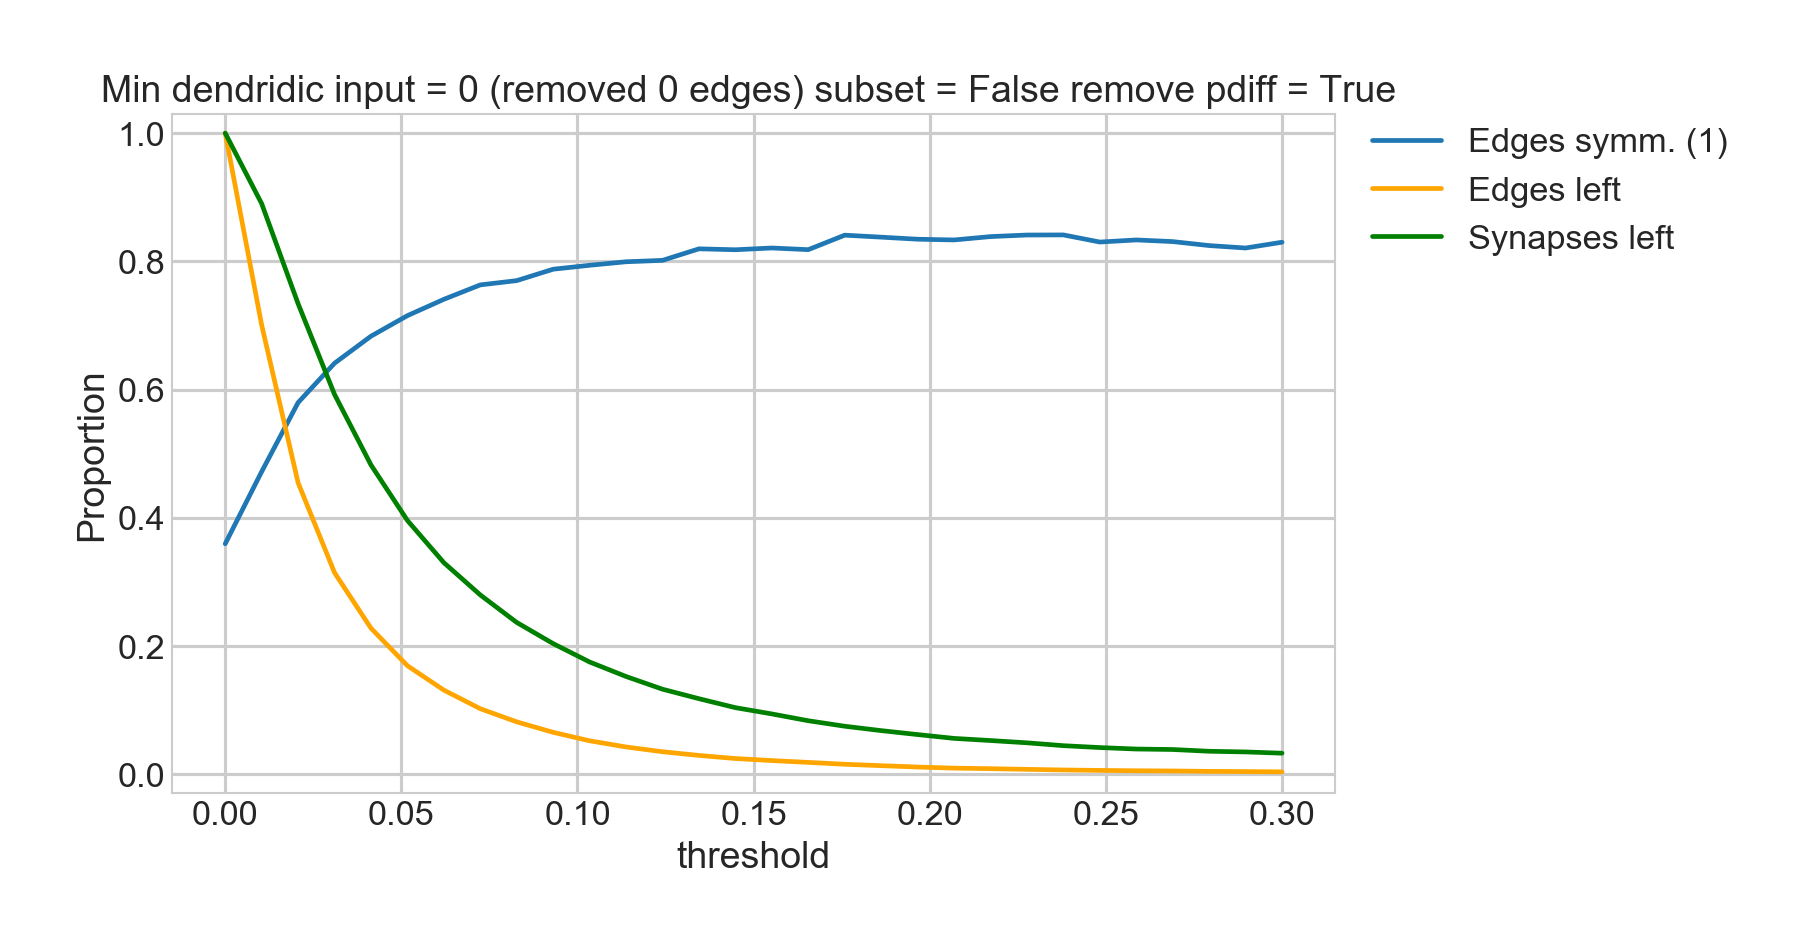 Min dendridic input = 0 (removed 0 edges) subset = False remove pdiff = True
Edges symm. (1)
Edges left
Synapses left
Proportion
1.0
0.8
0.6
0.4
0.2
0.0
0.00 0.05 0.10 0.15 0.20 0.25 0.30
threshold